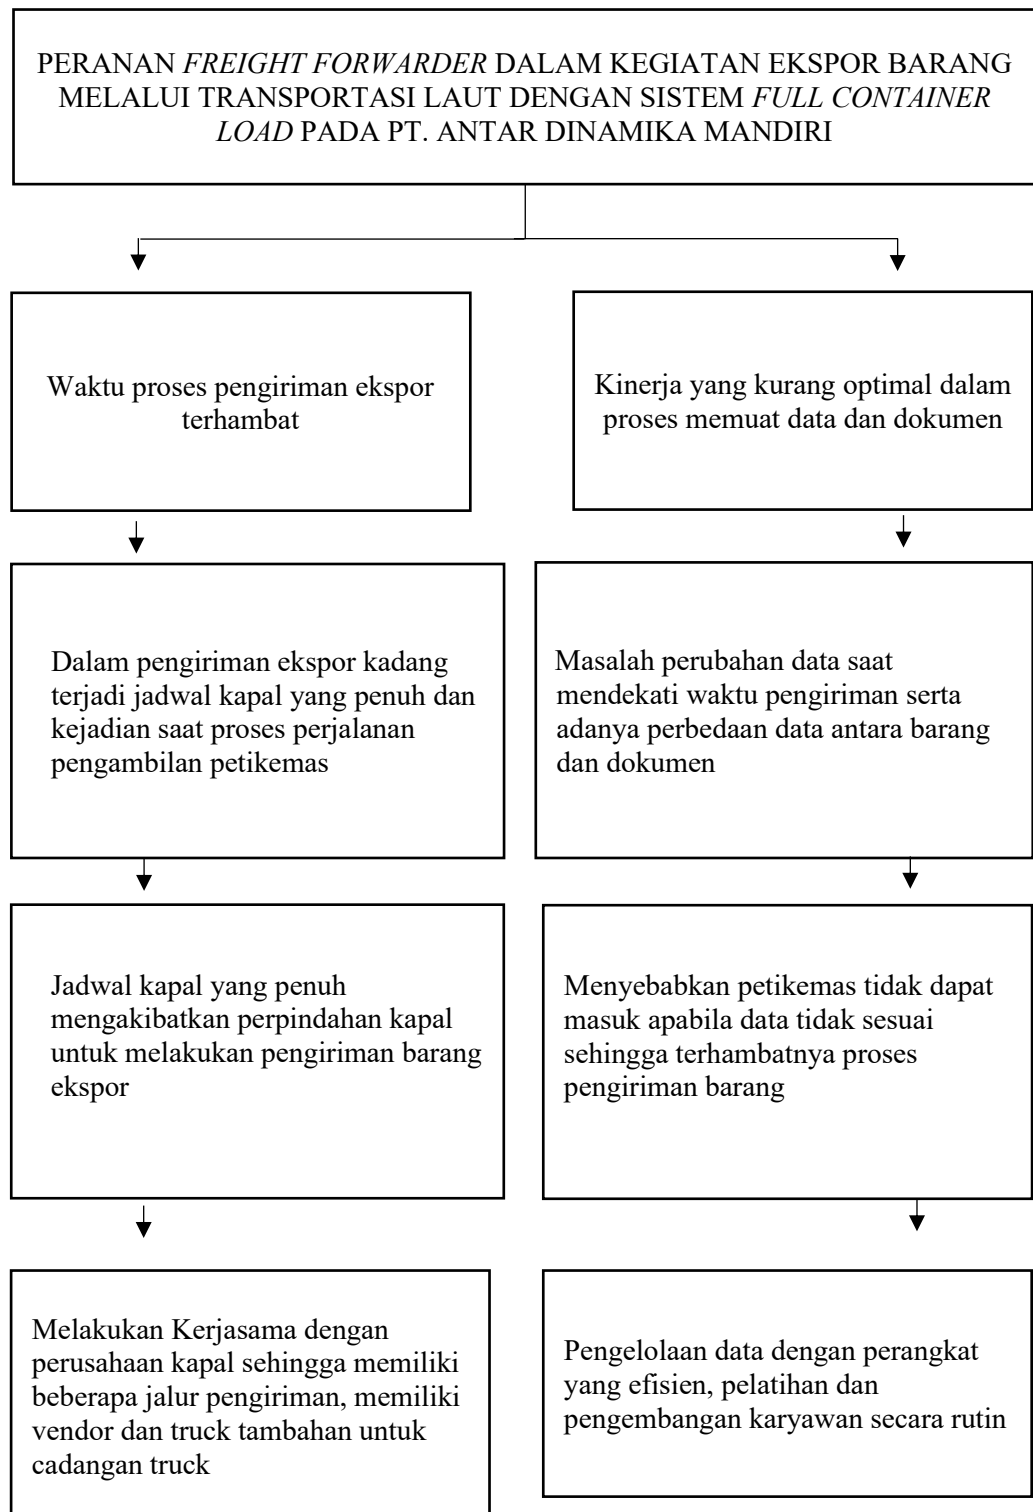 PERANAN FREIGHT FORWARDER DALAM KEGIATAN EKSPOR BARANG
MELALUI TRANSPORTASI LAUT DENGAN SISTEM FULL CONTAINER
LOAD PADA PT. ANTAR DINAMIKA MANDIRI
Waktu proses pengiriman ekspor
terhambat
Kinerja yang kurang optimal dalam
proses memuat data dan dokumen
Dalam pengiriman ekspor kadang
terjadi jadwal kapal yang penuh dan
kejadian saat proses perjalanan
pengambilan petikemas
Masalah perubahan data saat
mendekati waktu pengiriman serta
adanya perbedaan data antara barang
dan dokumen
Jadwal kapal yang penuh
mengakibatkan perpindahan kapal
untuk melakukan pengiriman barang
ekspor
Menyebabkan petikemas tidak dapat
masuk apabila data tidak sesuai
sehingga terhambatnya proses
pengiriman barang
Melakukan Kerjasama dengan
perusahaan kapal sehingga memiliki
beberapa jalur pengiriman, memiliki
vendor dan truck tambahan untuk
cadangan truck
Pengelolaan data dengan perangkat
yang efisien, pelatihan dan
pengembangan karyawan secara rutin